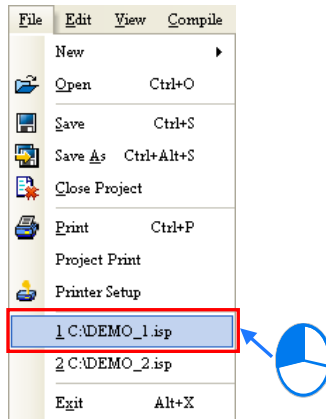 File Edit View Compile
New
Open Ctrl+O
Save Ctrl+S
Save As Ctrl+Alt+S
Close Project
Print Ctrl+P
Project Print
Printer Setup
1 C:\DEMO_1.isp
2 C:\DEMO_2.isp
Exit Alt+X